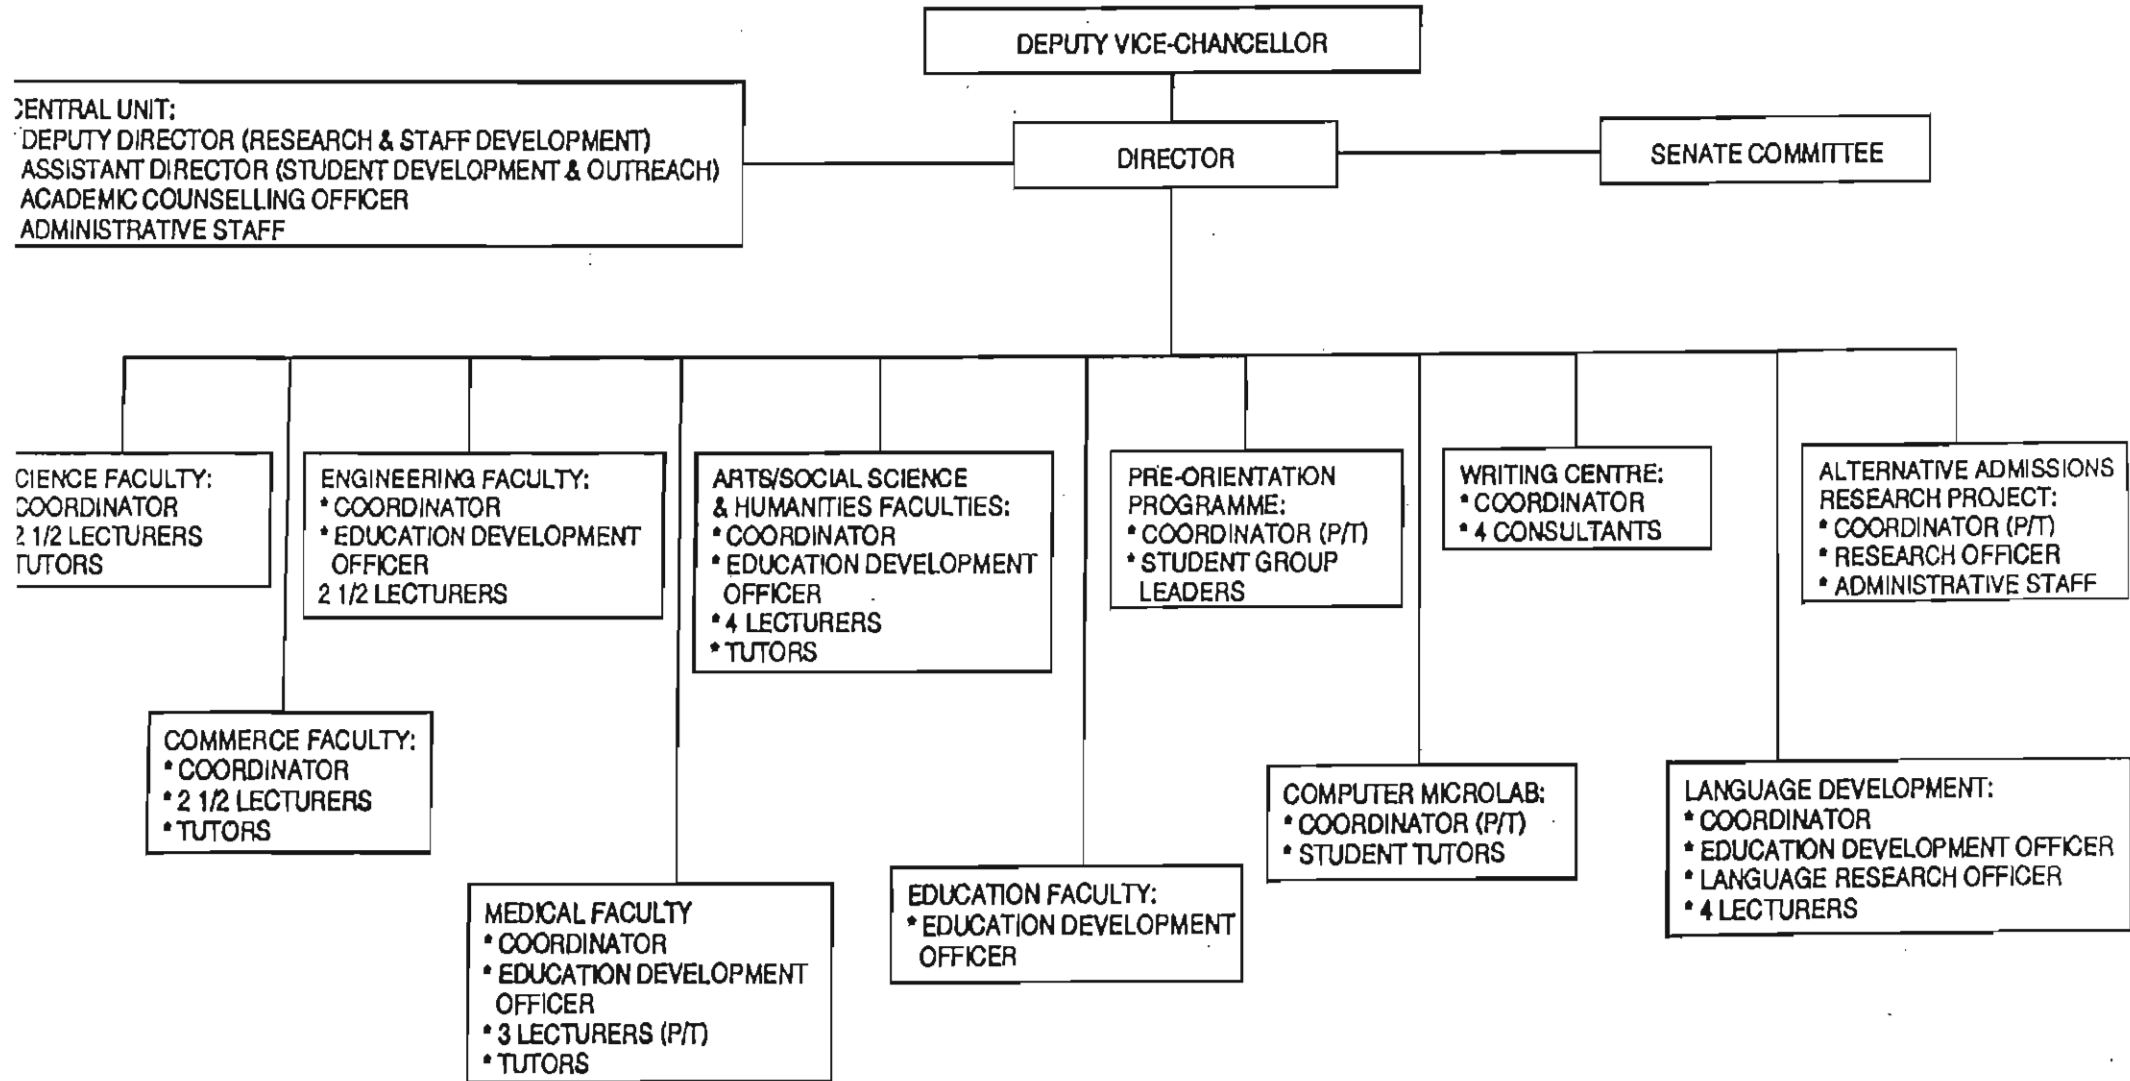 DEPUTY VICE-CHANCELLOR
CENTRAL UNIT:
DEPUTY DIRECTOR (RESEARCH & STAFF DEVELOPMENT)
ASSISTANT DIRECTOR (STUDENT DEVELOPMENT & OUTREACH)
ACADEMIC COUNSELLING OFFICER
ADMINISTRATIVE STAFF
DIRECTOR
SENATE COMMITTEE
CIENCE FACULTY:
COORDINATOR
2 1/2 LECTURERS
TUTORS
ENGINEERING FACULTY:
* COORDINATOR
* EDUCATION DEVELOPMENT
OFFICER
2 1/2 LECTURERS
ARTS/SOCIAL SCIENCE
& HUMANITIES FACULTIES:
* COORDINATOR
* EDUCATION DEVELOPMENT
OFFICER
* 4 LECTURERS
* TUTORS
PRE-ORIENTATION
PROGRAMME:
* COORDINATOR (P/T)
* STUDENT GROUP
LEADERS
WRITING CENTRE:
* COORDINATOR
* 4 CONSULTANTS
ALTERNATIVE ADMISSIONS
RESEARCH PROJECT:
* COORDINATOR (P/T)
* RESEARCH OFFICER
* ADMINISTRATIVE STAFF
COMMERCE FACULTY:
* COORDINATOR
* 2 1/2 LECTURERS
* TUTORS
MEDICAL FACULTY
* COORDINATOR
* EDUCATION DEVELOPMENT
OFFICER
* 3 LECTURERS (P/T)
* TUTORS
EDUCATION FACULTY:
* EDUCATION DEVELOPMENT
OFFICER
COMPUTER MICROLAB:
* COORDINATOR (P/T)
* STUDENT TUTORS
LANGUAGE DEVELOPMENT:
* COORDINATOR
* EDUCATION DEVELOPMENT OFFICER
* LANGUAGE RESEARCH OFFICER
* 4 LECTURERS